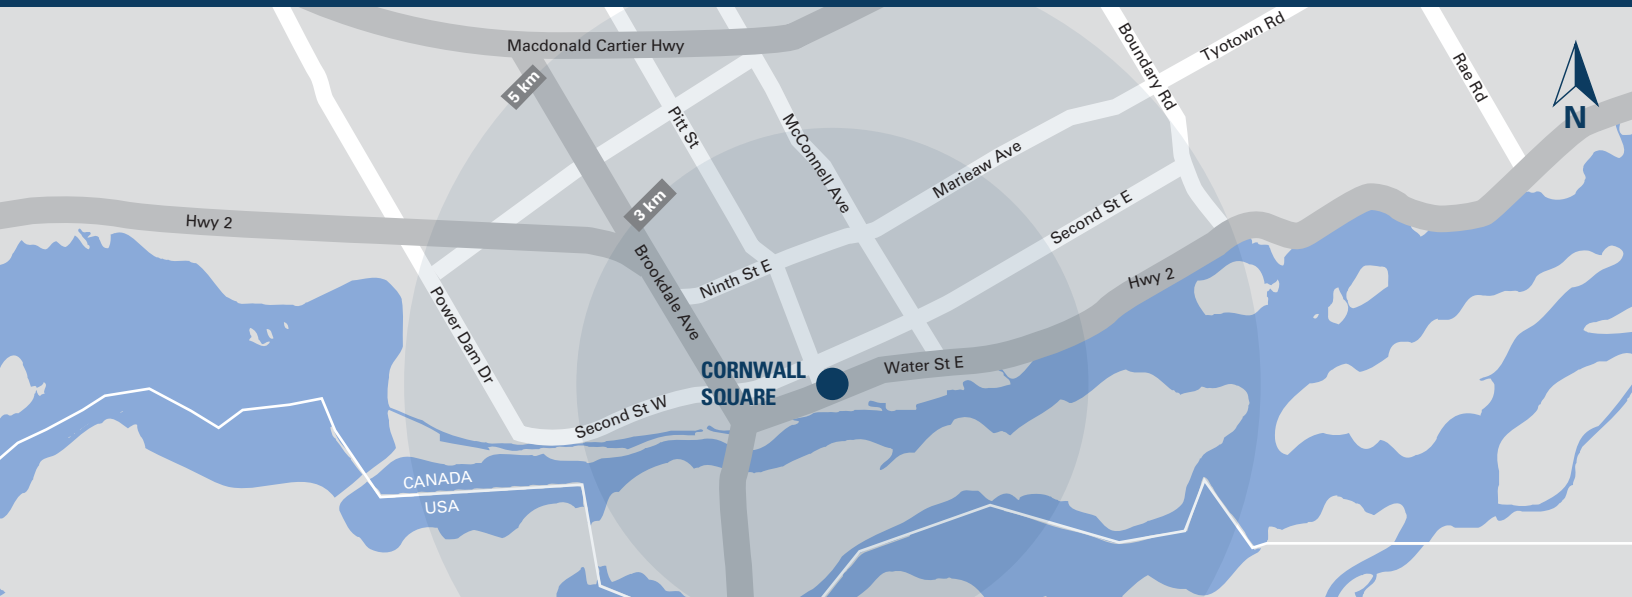 Macdonald Cartier Hwy
5 km
Pitt St
McConnell Ave
Boundary Rd
Tyotown Rd
Rae Rd
N
Marieaw Ave
3 km
Hwy 2
Second St E
Ninth St E
Brookdale Ave
Hwy 2
Power Dam Dr
CORNWALL
SQUARE
Water St E
Second St W
CANADA
USA